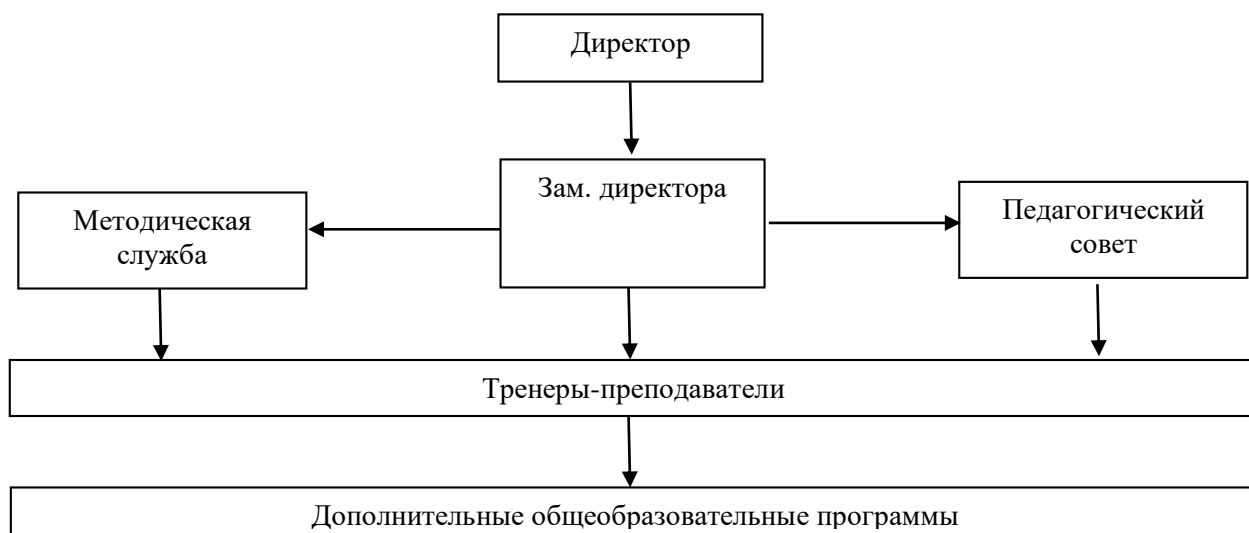 Директор
Зам. директора
Методическая
служба
Педагогический
совет
Тренеры-преподаватели
Дополнительные общеобразовательные программы